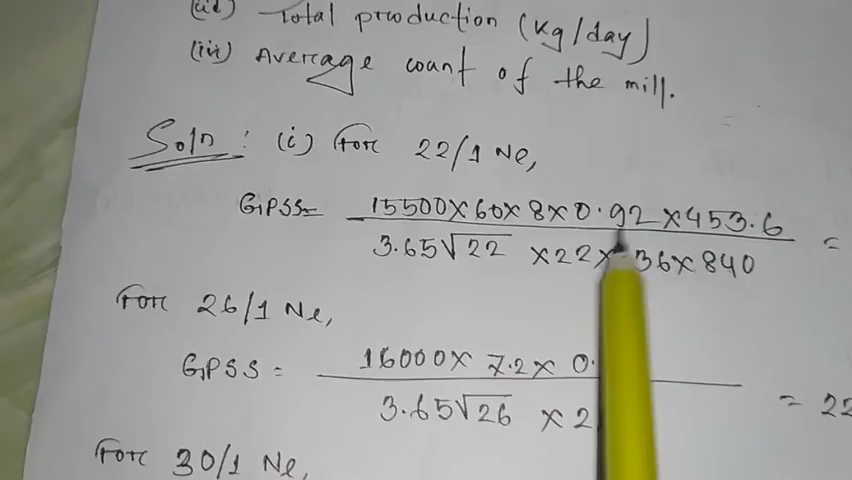 (ii) Total production (kg/day)
(iii) Average count of the mill.
Soln: (i) For 22/1 Ne,
GPSS = 15500×60×8×0.92×453.6
3.65√22 ×22× 36×840 =
For 26/1 Ne,
GPSS = 16000× 7.2× 0.
3.65√26 × 2 = 22
For 30/1 Ne,